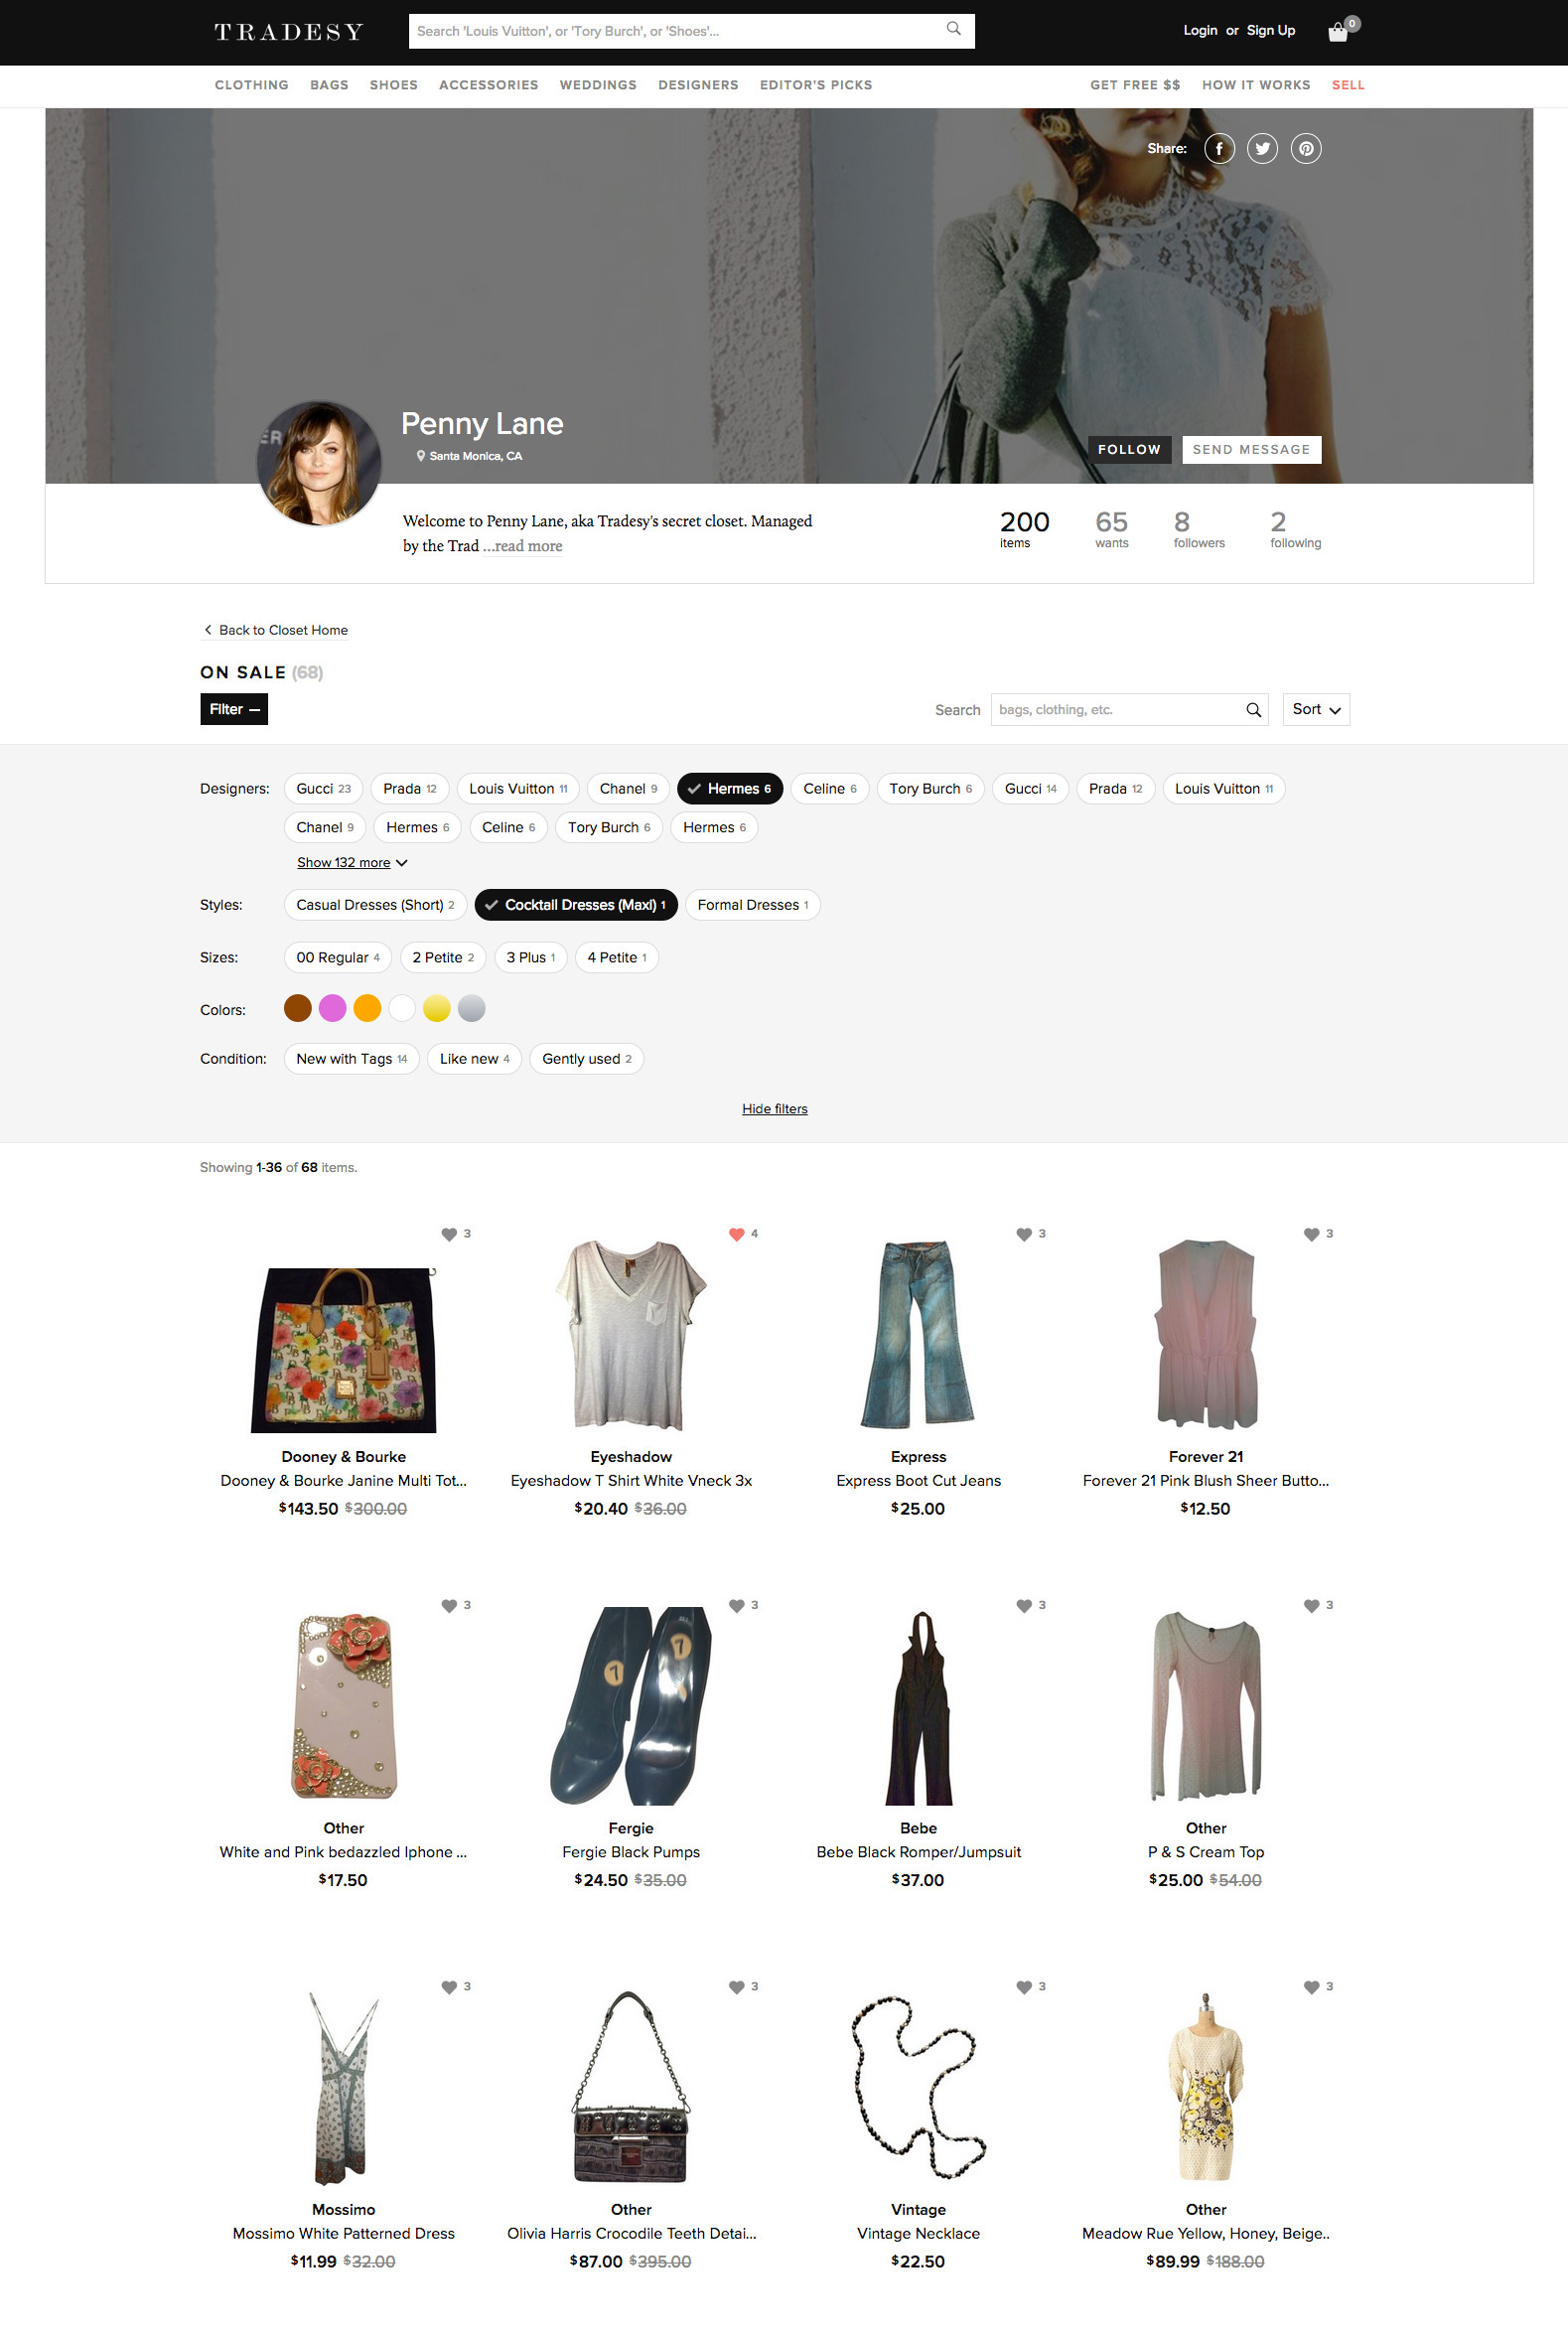 TRADESY
Search 'Louis Vuitton', or 'Tory Burch', or 'Shoes'...
Login or Sign Up
0
CLOTHING BAGS SHOES ACCESSORIES WEDDINGS DESIGNERS EDITOR'S PICKS GET FREE $$ HOW IT WORKS SELL
Share:
ER
Penny Lane
Santa Monica, CA
FOLLOW SEND MESSAGE
Welcome to Penny Lane, aka Tradesy's secret closet. Managed
by the Trad ...read more
200 65 8 2
items wants followers following
Back to Closet Home
ON SALE (68)
Filter
Search bags, clothing, etc. Sort
Designers: Gucci 23 Prada 12 Louis Vuitton 11 Chanel 9 Hermes 6 Celine 6 Tory Burch 6 Gucci 14 Prada 12 Louis Vuitton 11
Chanel 9 Hermes 6 Celine 6 Tory Burch 6 Hermes 6
Show 132 more
Styles: Casual Dresses (Short) 2 Cocktail Dresses (Maxi) 1 Formal Dresses 1
Sizes: 00 Regular 4 2 Petite 2 3 Plus 1 4 Petite 1
Colors:
Condition: New with Tags 14 Like new 4 Gently used 2
Hide filters
Showing 1-36 of 68 items.
3 4 3 3
Dooney & Bourke Eyeshadow Express Forever 21
Dooney & Bourke Janine Multi Tot... Eyeshadow T Shirt White Vneck 3x Express Boot Cut Jeans Forever 21 Pink Blush Sheer Butto...
$143.50 $300.00 $20.40 $36.00 $25.00 $12.50
3 3 3 3
7 7
Other Fergie Bebe Other
White and Pink bedazzled Iphone ... Fergie Black Pumps Bebe Black Romper/Jumpsuit P & S Cream Top
$17.50 $24.50 $35.00 $37.00 $25.00 $54.00
3 3 3 3
Mossimo Other Vintage Other
Mossimo White Patterned Dress Olivia Harris Crocodile Teeth Detai... Vintage Necklace Meadow Rue Yellow, Honey, Beige..
$11.99 $32.00 $87.00 $395.00 $22.50 $89.99 $188.00